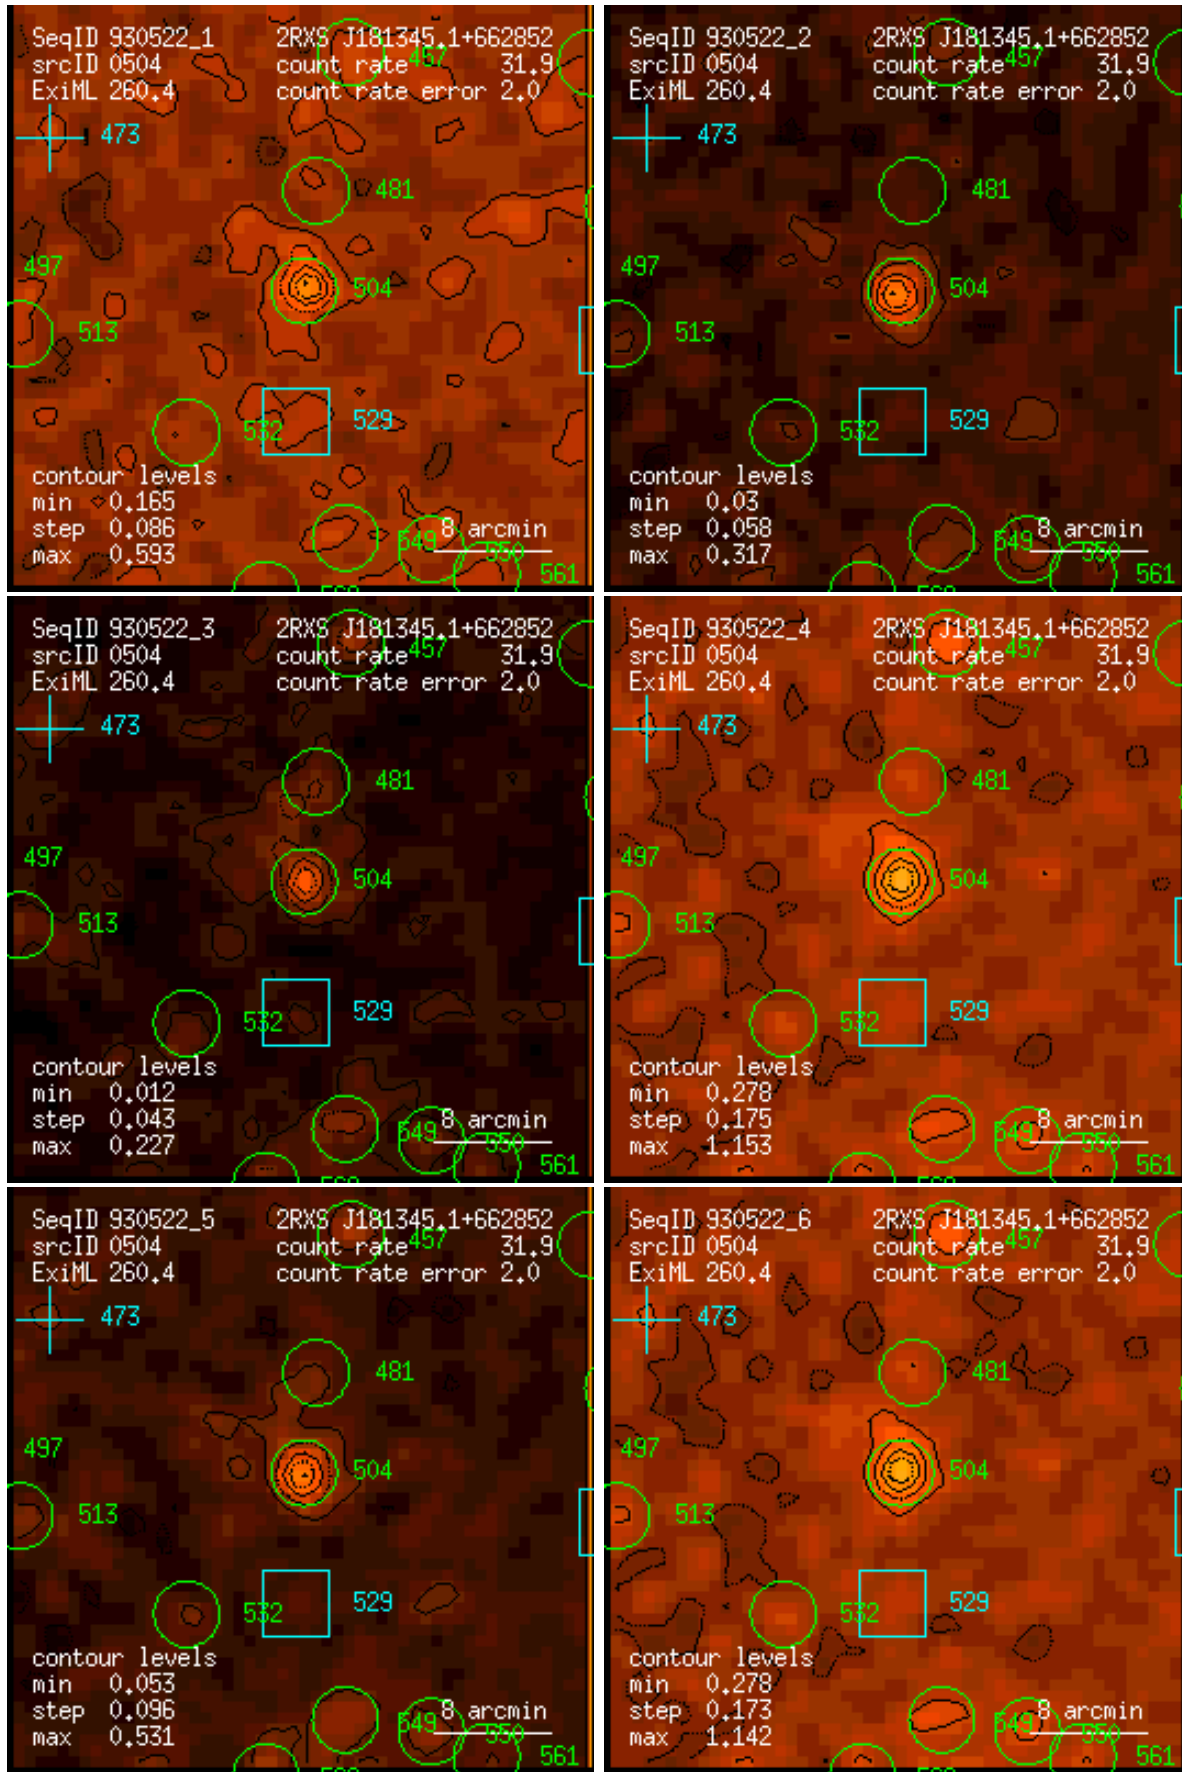 SeqID 930522_1 2RXS J181345.1+662852
srcID 0504 count rate 457 31.9
ExiML 260.4 count rate error 2.0
473
481
497
504
513
529
532
contour levels
min 0.165
step 0.086
max 0.593
8 arcmin
549 550
561
SeqID 930522_2 2RXS J181345.1+662852
srcID 0504 count rate 457 31.9
ExiML 260.4 count rate error 2.0
473
481
497
504
513
529
532
contour levels
min 0.03
step 0.058
max 0.317
8 arcmin
549 550
561
SeqID 930522_3 2RXS J181345.1+662852
srcID 0504 count rate 457 31.9
ExiML 260.4 count rate error 2.0
473
481
497
504
513
529
532
contour levels
min 0.012
step 0.043
max 0.227
8 arcmin
549 550
561
SeqID 930522_4 2RXS J181345.1+662852
srcID 0504 count rate 457 31.9
ExiML 260.4 count rate error 2.0
473
481
497
504
513
529
532
contour levels
min 0.278
step 0.175
max 1.153
8 arcmin
549 550
561
SeqID 930522_5 2RXS J181345.1+662852
srcID 0504 count rate 457 31.9
ExiML 260.4 count rate error 2.0
473
481
497
504
513
529
532
contour levels
min 0.053
step 0.096
max 0.531
8 arcmin
549 550
561
SeqID 930522_6 2RXS J181345.1+662852
srcID 0504 count rate 457 31.9
ExiML 260.4 count rate error 2.0
473
481
497
504
513
529
532
contour levels
min 0.278
step 0.173
max 1.142
8 arcmin
549 550
561